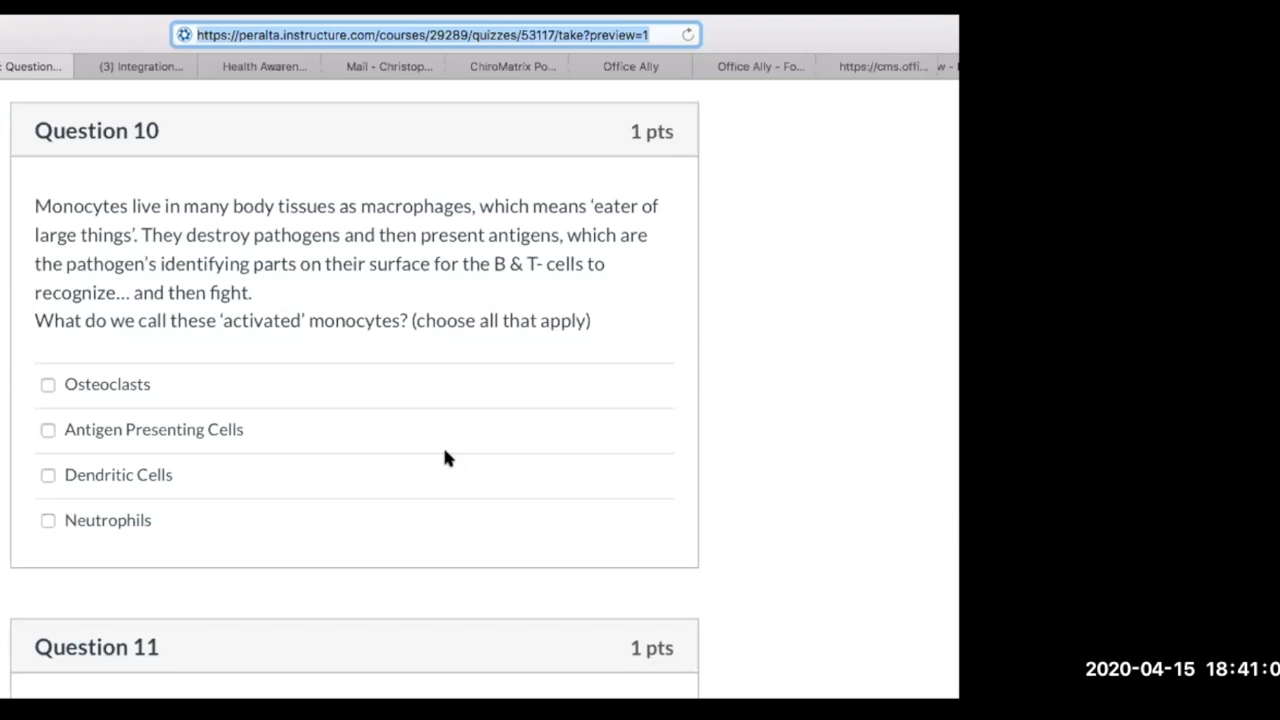 https://peralta.instructure.com/courses/29289/quizzes/53117/take?preview=1
: Question... (3) Integration... Health Awaren... Mail - Christop... ChiroMatrix Po... Office Ally Office Ally - Fo... https://cms.offi... w -
Question 10 1 pts
Monocytes live in many body tissues as macrophages, which means ‘eater of
large things’. They destroy pathogens and then present antigens, which are
the pathogen’s identifying parts on their surface for the B & T- cells to
recognize... and then fight.
What do we call these ‘activated’ monocytes? (choose all that apply)
Osteoclasts
Antigen Presenting Cells
Dendritic Cells
Neutrophils
Question 11 1 pts
2020-04-15 18:41:0